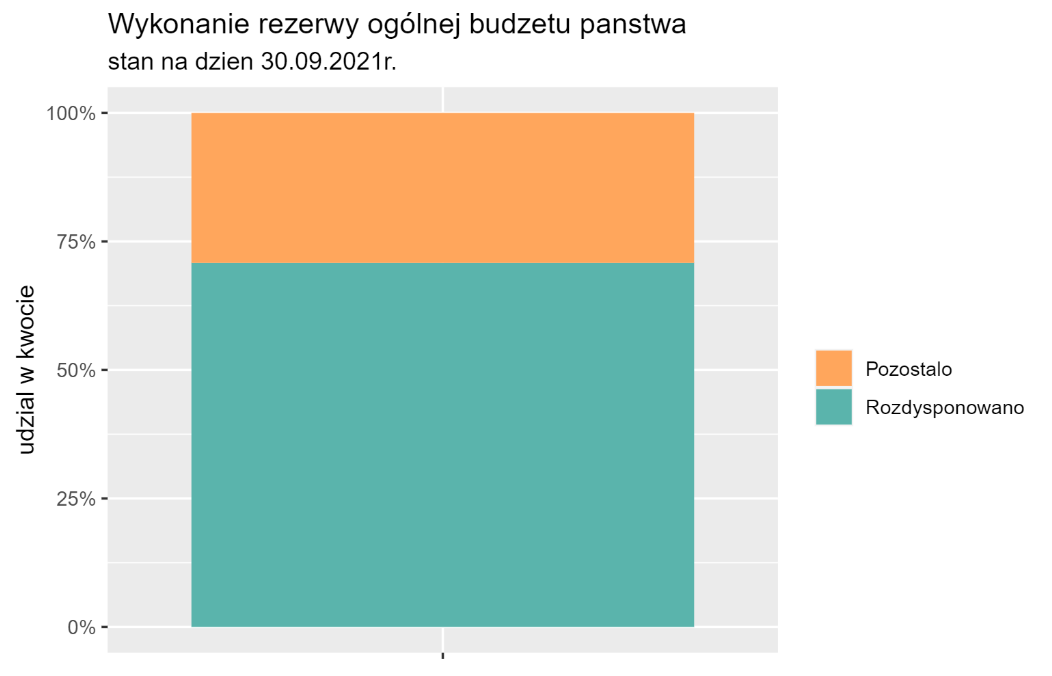 Wykonanie rezerwy ogólnej budzetu panstwa
stan na dzien 30.09.2021r.
100%
75%
50%
25%
0%
udzial w kwocie
Pozostalo
Rozdysponowano